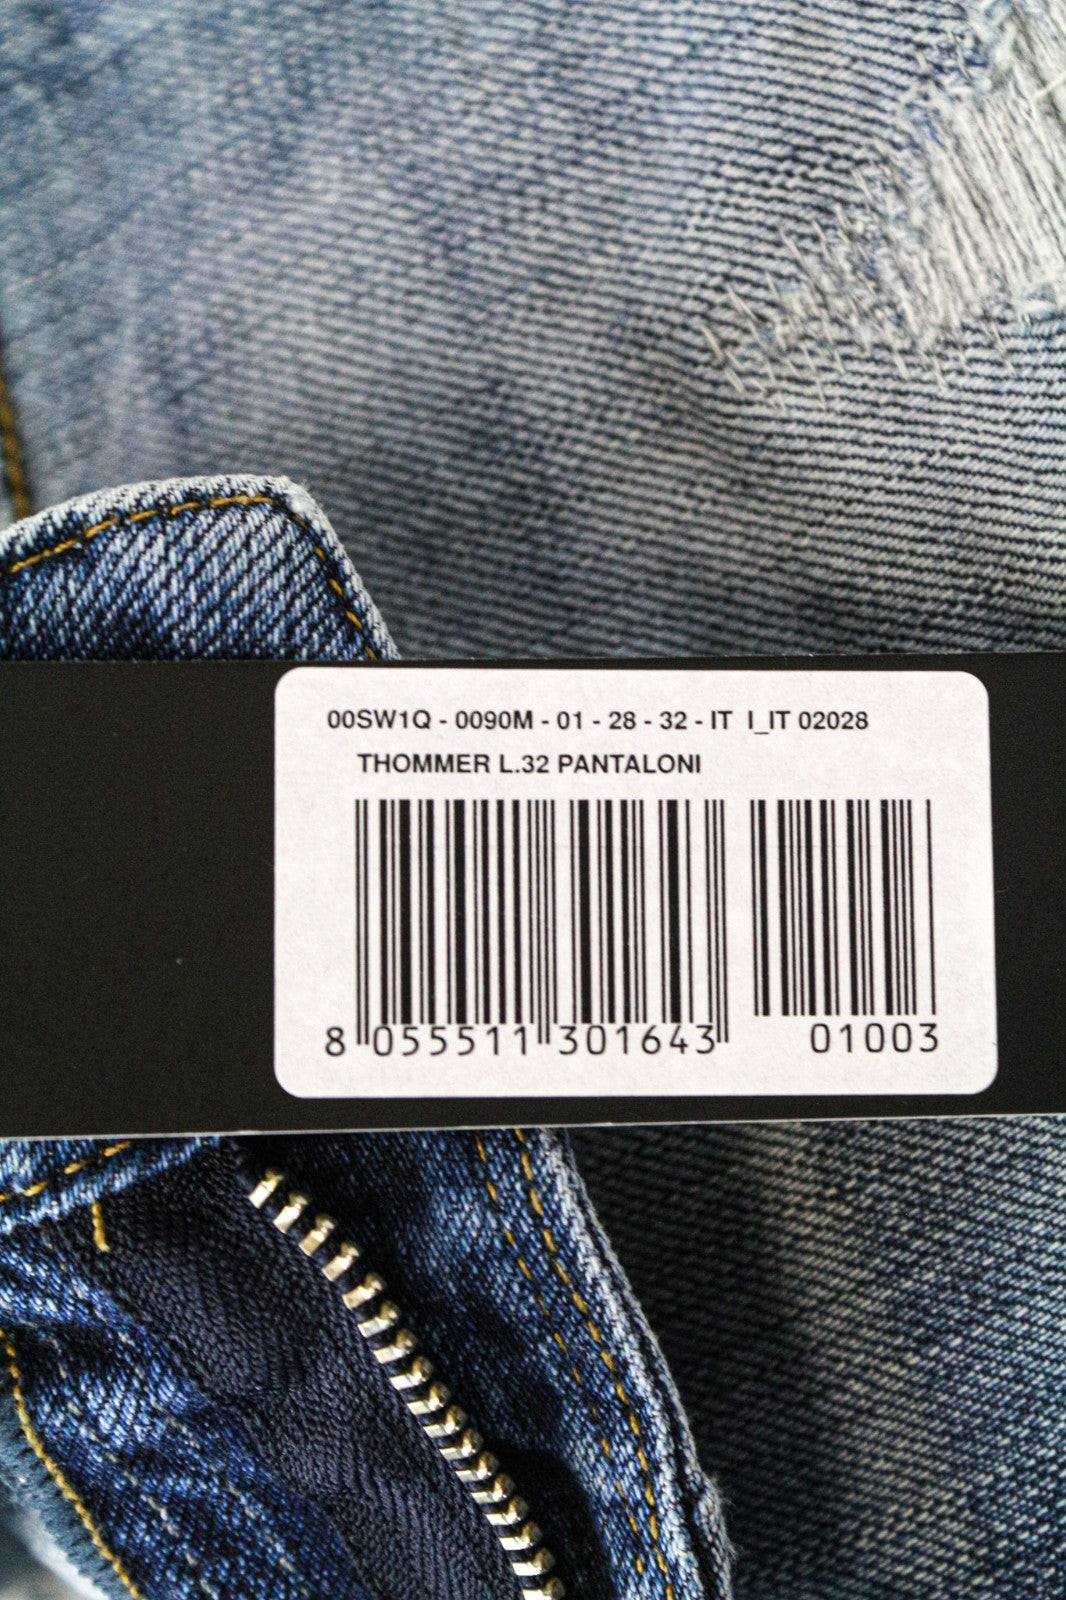 00SW1Q - 0090M - 01 - 28 - 32 - IT I_IT 02028
THOMMER L.32 PANTALONI
8 055511 301643 01003